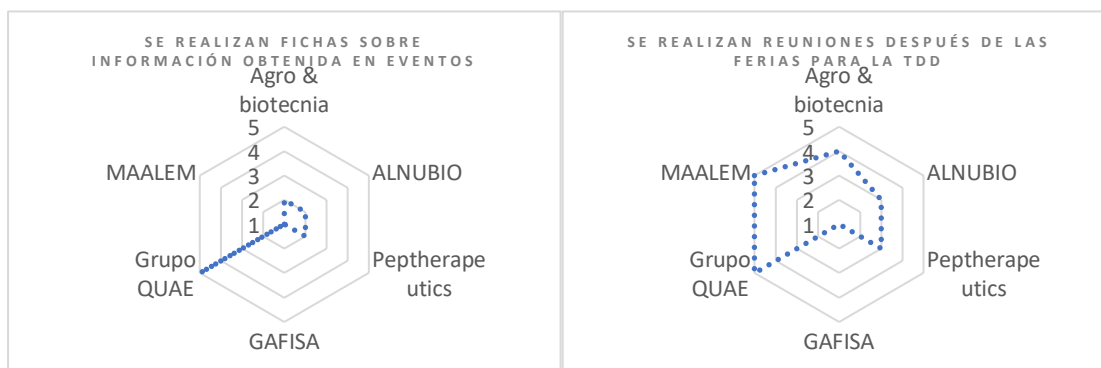 SE REALIZAN FICHAS SOBRE
INFORMACIÓN OBTENIDA EN EVENTOS
Agro &
biotecnia
5
4
3
2
1
ALNUBIO
Peptherape
utics
GAFISA
Grupo
QUAE
MAALEM
SE REALIZAN REUNIONES DESPUÉS DE LAS
FERIAS PARA LA TDD
Agro &
biotecnia
5
4
3
2
1
ALNUBIO
Peptherape
utics
GAFISA
Grupo
QUAE
MAALEM